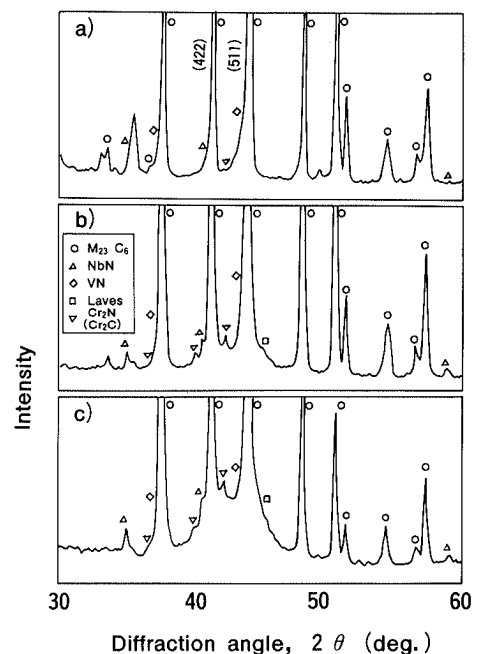 a)
(422)
(511)
b)
M23 C6
NbN
VN
Laves
Cr2N
(Cr2C)
c)
Intensity
30 40 50 60
Diffraction angle, 2 θ (deg.)